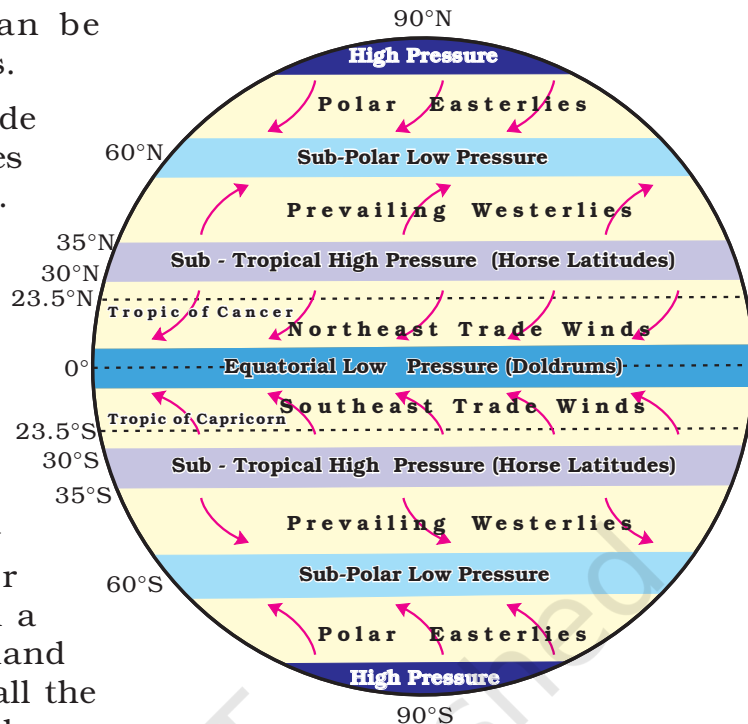 an be
s.
de
es
.
r
a
and
all the
90°N
High Pressure
Polar Easterlies
60°N
Sub-Polar Low Pressure
Prevailing Westerlies
35°N
Sub - Tropical High Pressure (Horse Latitudes)
30°N
23.5°N
Tropic of Cancer
Northeast Trade Winds
0°
Equatorial Low Pressure (Doldrums)
Southeast Trade Winds
Tropic of Capricorn
23.5°S
30°S
Sub - Tropical High Pressure (Horse Latitudes)
35°S
Prevailing Westerlies
60°S
Sub-Polar Low Pressure
Polar Easterlies
High Pressure
90°S
shed